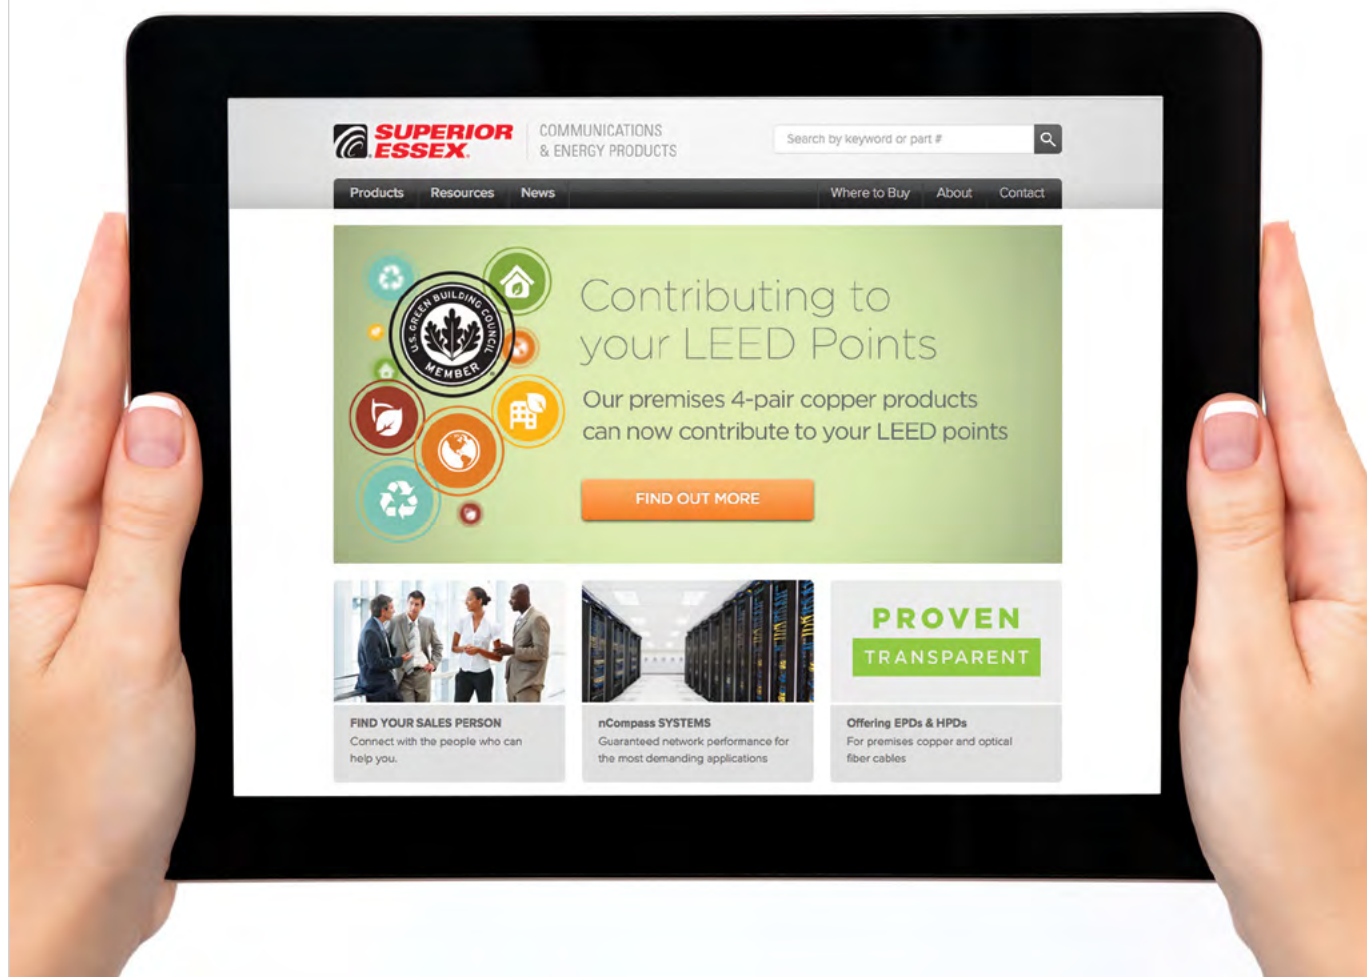 SUPERIOR
ESSEX
COMMUNICATIONS
& ENERGY PRODUCTS
Search by keyword or part #
Products Resources News Where to Buy About Contact
U.S. GREEN BUILDING COUNCIL
MEMBER
Contributing to
your LEED Points
Our premises 4-pair copper products
can now contribute to your LEED points
FIND OUT MORE
PROVEN
TRANSPARENT
FIND YOUR SALES PERSON
Connect with the people who can
help you.
nCompass SYSTEMS
Guaranteed network performance for
the most demanding applications
Offering EPDs & HPDs
For premises copper and optical
fiber cables